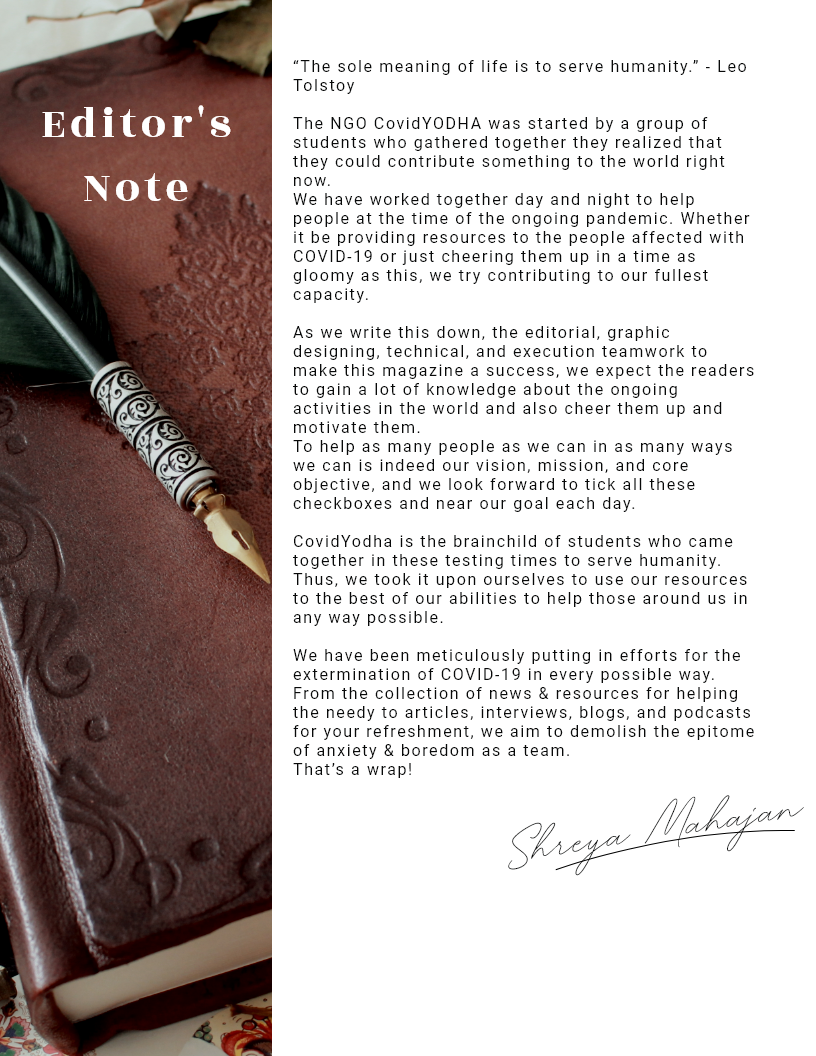 Editor's
Note
“The sole meaning of life is to serve humanity.” - Leo
Tolstoy
The NGO CovidYODHA was started by a group of
students who gathered together they realized that
they could contribute something to the world right
now.
We have worked together day and night to help
people at the time of the ongoing pandemic. Whether
it be providing resources to the people affected with
COVID-19 or just cheering them up in a time as
gloomy as this, we try contributing to our fullest
capacity.
As we write this down, the editorial, graphic
designing, technical, and execution teamwork to
make this magazine a success, we expect the readers
to gain a lot of knowledge about the ongoing
activities in the world and also cheer them up and
motivate them.
To help as many people as we can in as many ways
we can is indeed our vision, mission, and core
objective, and we look forward to tick all these
checkboxes and near our goal each day.
CovidYodha is the brainchild of students who came
together in these testing times to serve humanity.
Thus, we took it upon ourselves to use our resources
to the best of our abilities to help those around us in
any way possible.
We have been meticulously putting in efforts for the
extermination of COVID-19 in every possible way.
From the collection of news & resources for helping
the needy to articles, interviews, blogs, and podcasts
for your refreshment, we aim to demolish the epitome
of anxiety & boredom as a team.
That’s a wrap!
Shreya Mahajan